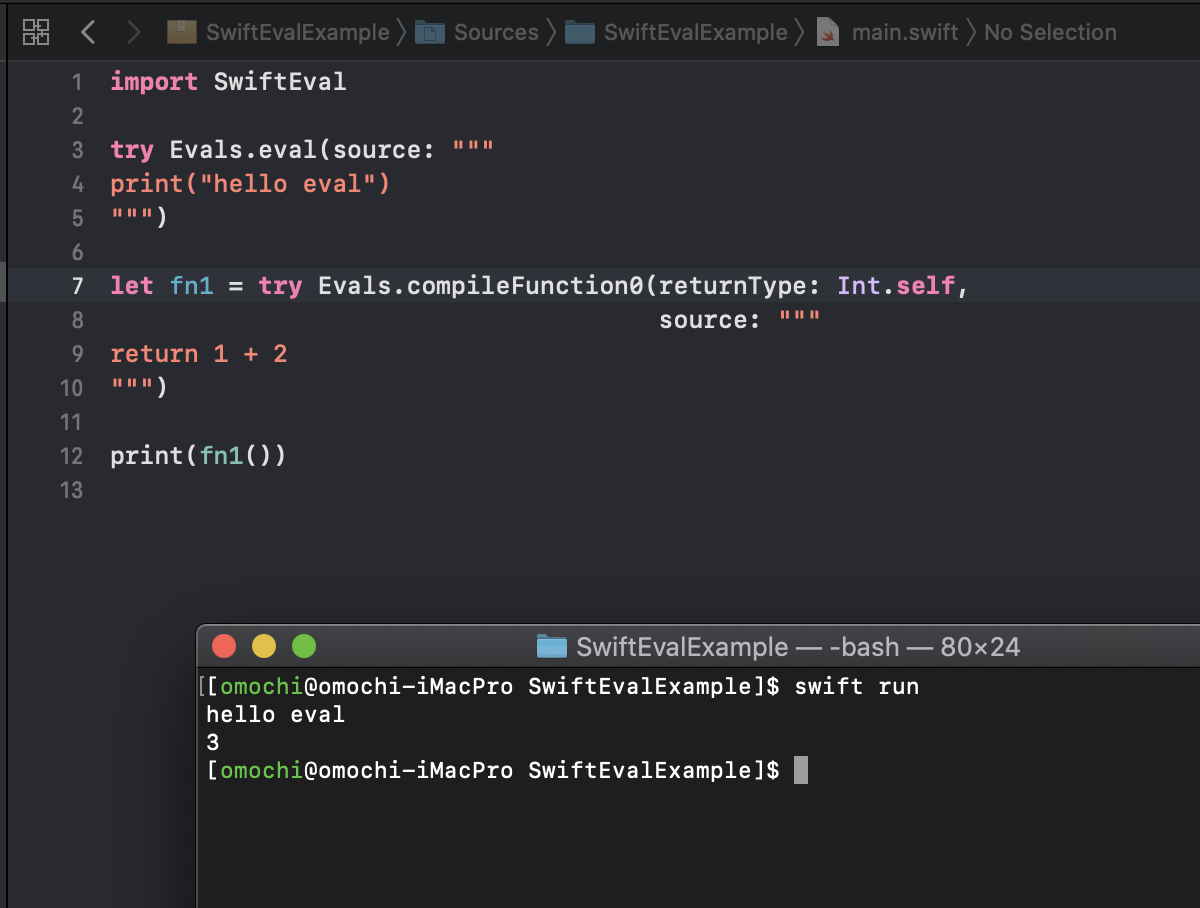 SwiftEvalExample 〉 Sources 〉 SwiftEvalExample 〉 main.swift 〉 No Selection
1 import SwiftEval
2
3 try Evals.eval(source: """
4 print("hello eval")
5 """)
6
7 let fn1 = try Evals.compileFunction0(returnType: Int.self,
8                                      source: """
9 return 1 + 2
10 """)
11
12 print(fn1())
13
SwiftEvalExample — -bash — 80×24
[[omochi@omochi-iMacPro SwiftEvalExample]$ swift run
hello eval
3
[omochi@omochi-iMacPro SwiftEvalExample]$